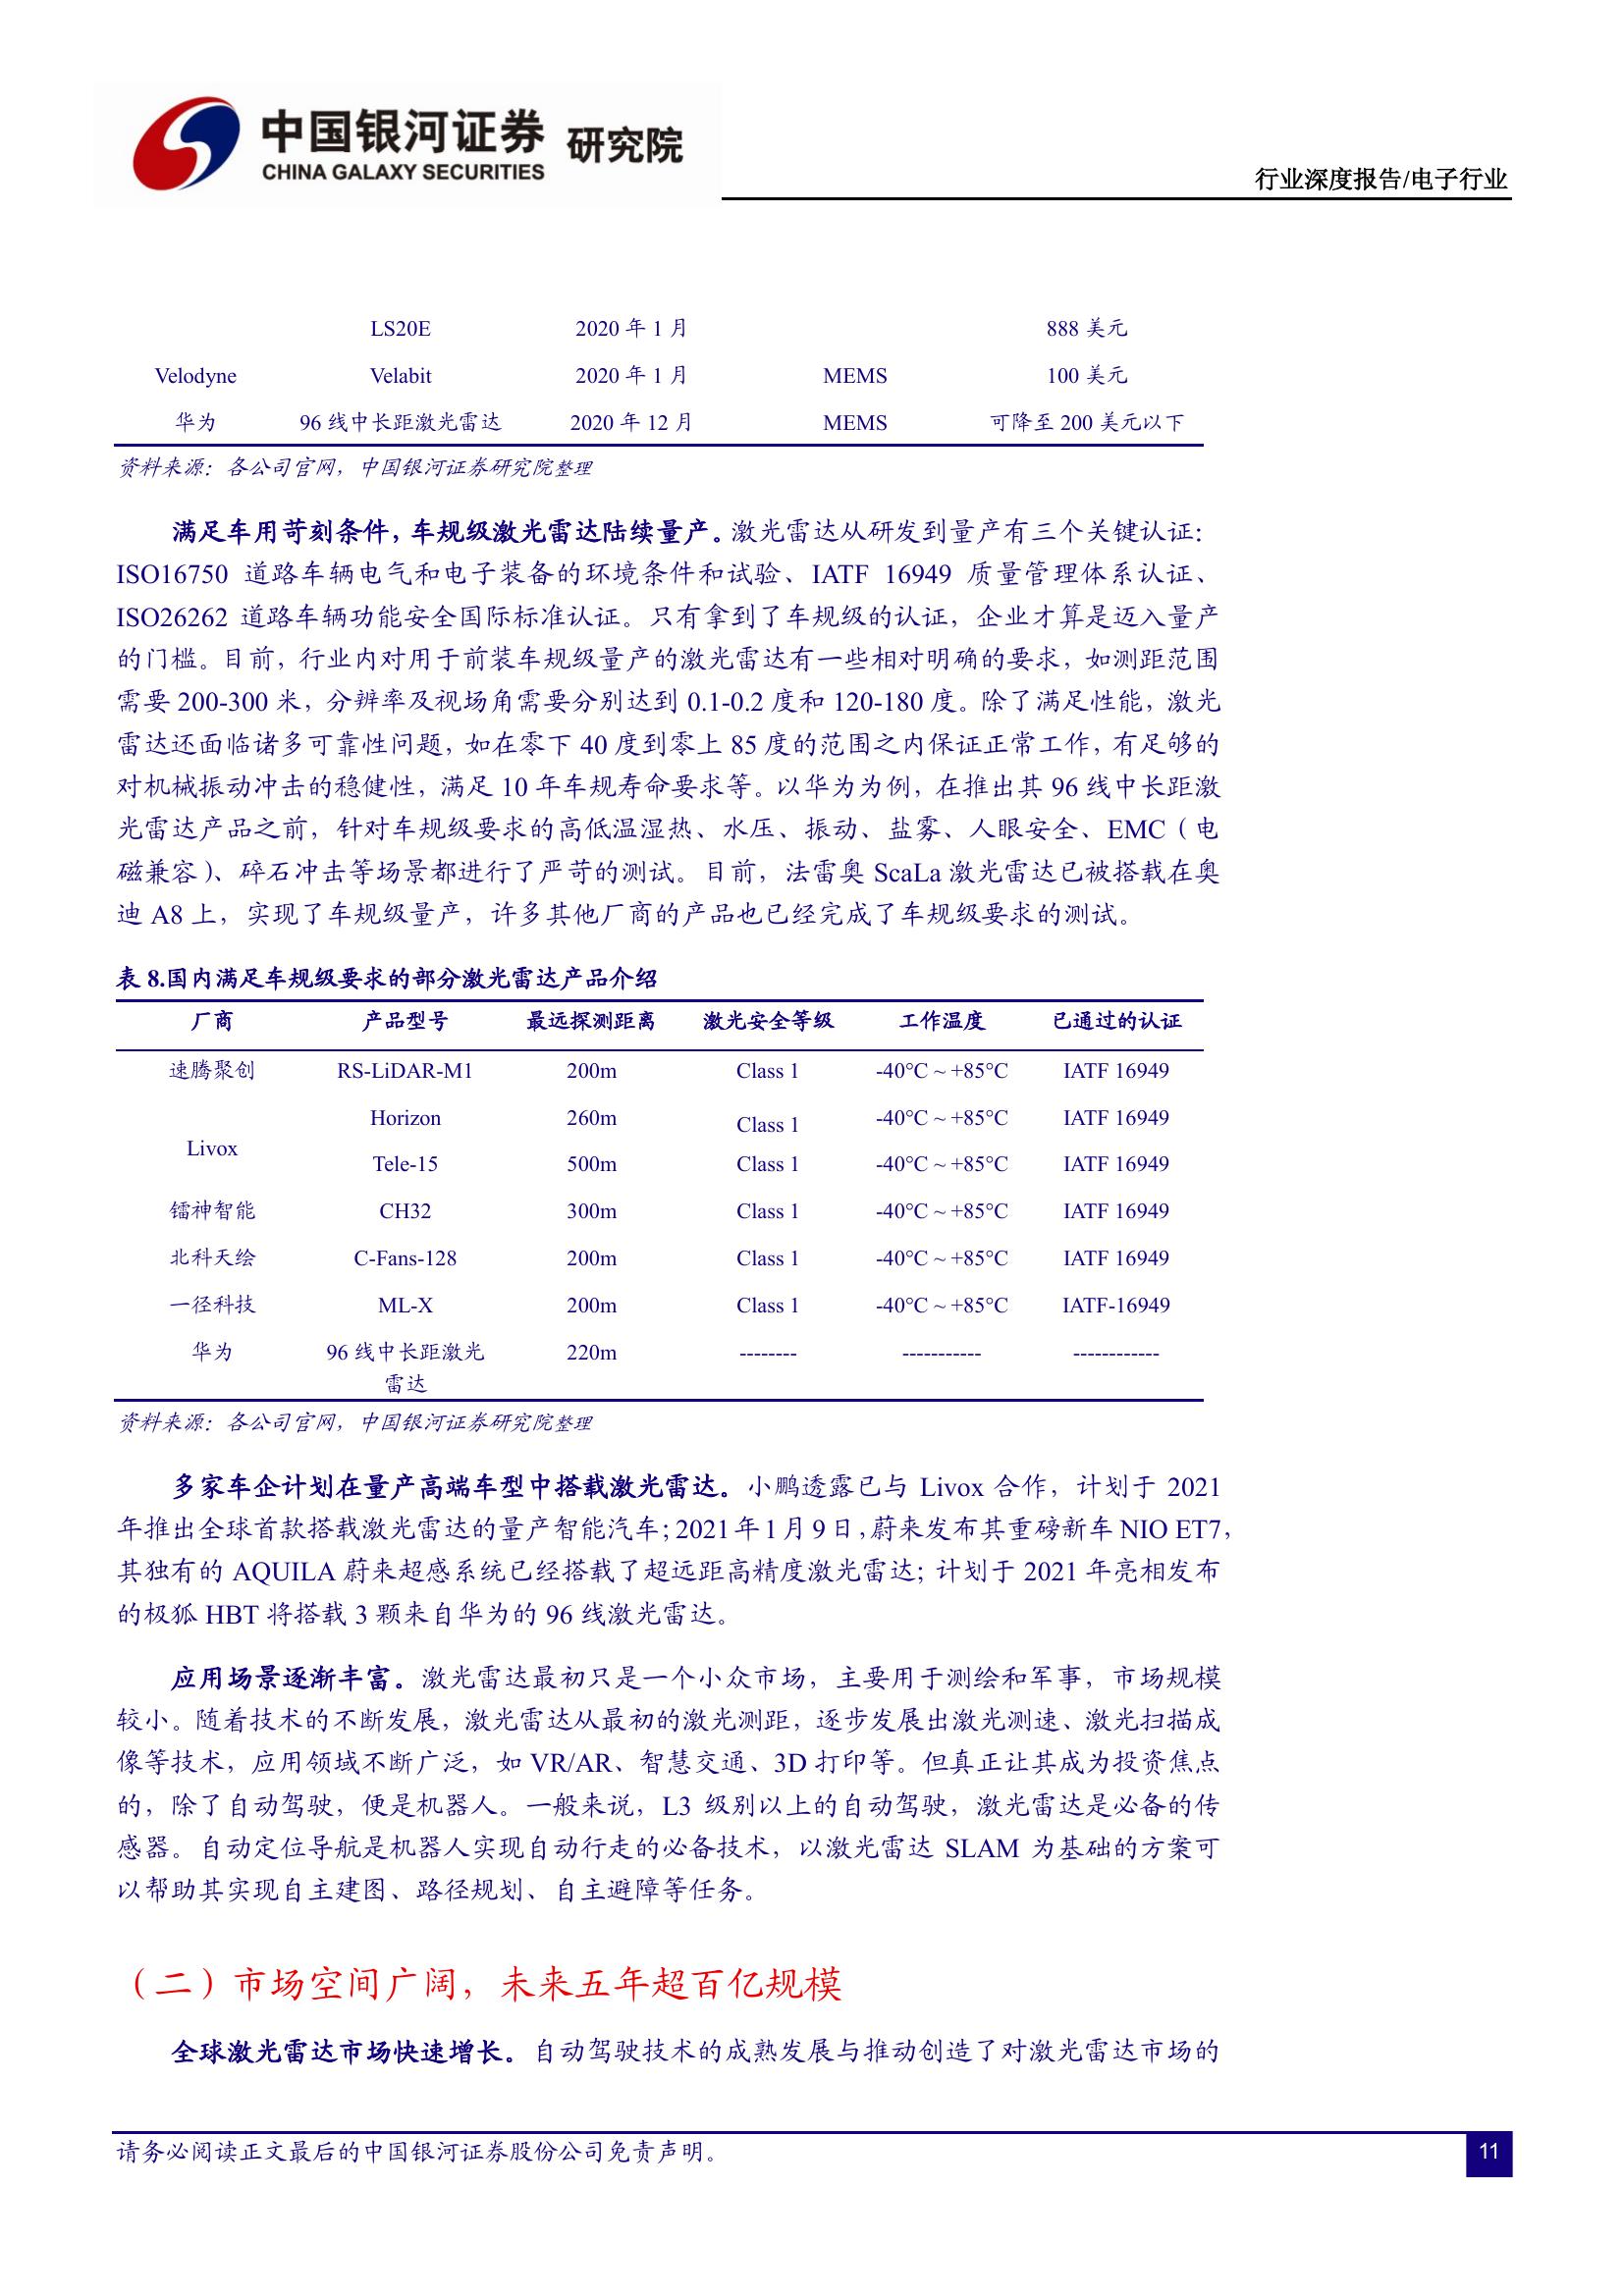 中国银河证券 研究院
CHINA GALAXY SECURITIES
行业深度报告/电子行业
LS20E 2020 年 1 月 888 美元
Velodyne Velabit 2020 年 1 月 MEMS 100 美元
华为 96 线中长距激光雷达 2020 年 12 月 MEMS 可降至 200 美元以下
资料来源：各公司官网，中国银河证券研究院整理
满足车用苛刻条件，车规级激光雷达陆续量产。激光雷达从研发到量产有三个关键认证：
ISO16750 道路车辆电气和电子装备的环境条件和试验、IATF 16949 质量管理体系认证、
ISO26262 道路车辆功能安全国际标准认证。只有拿到了车规级的认证，企业才算是迈入量产
的门槛。目前，行业内对用于前装车规级量产的激光雷达有一些相对明确的要求，如测距范围
需要 200-300 米，分辨率及视场角需要分别达到 0.1-0.2 度和 120-180 度。除了满足性能，激光
雷达还面临诸多可靠性问题，如在零下 40 度到零上 85 度的范围之内保证正常工作，有足够的
对机械振动冲击的稳健性，满足 10 年车规寿命要求等。以华为为例，在推出其 96 线中长距激
光雷达产品之前，针对车规级要求的高低温湿热、水压、振动、盐雾、人眼安全、EMC（电
磁兼容）、碎石冲击等场景都进行了严苛的测试。目前，法雷奥 ScaLa 激光雷达已被搭载在奥
迪 A8 上，实现了车规级量产，许多其他厂商的产品也已经完成了车规级要求的测试。
表 8.国内满足车规级要求的部分激光雷达产品介绍
厂商 产品型号 最远探测距离 激光安全等级 工作温度 已通过的认证
速腾聚创 RS-LiDAR-M1 200m Class 1 -40°C ~ +85°C IATF 16949
Horizon 260m Class 1 -40°C ~ +85°C IATF 16949
Livox
Tele-15 500m Class 1 -40°C ~ +85°C IATF 16949
镭神智能 CH32 300m Class 1 -40°C ~ +85°C IATF 16949
北科天绘 C-Fans-128 200m Class 1 -40°C ~ +85°C IATF 16949
一径科技 ML-X 200m Class 1 -40°C ~ +85°C IATF-16949
华为 96 线中长距激光 220m -------- ----------- ------------
雷达
资料来源：各公司官网，中国银河证券研究院整理
多家车企计划在量产高端车型中搭载激光雷达。小鹏透露已与 Livox 合作，计划于 2021
年推出全球首款搭载激光雷达的量产智能汽车；2021 年 1 月 9 日，蔚来发布其重磅新车 NIO ET7，
其独有的 AQUILA 蔚来超感系统已经搭载了超远距高精度激光雷达；计划于 2021 年亮相发布
的极狐 HBT 将搭载 3 颗来自华为的 96 线激光雷达。
应用场景逐渐丰富。激光雷达最初只是一个小众市场，主要用于测绘和军事，市场规模
较小。随着技术的不断发展，激光雷达从最初的激光测距，逐步发展出激光测速、激光扫描成
像等技术，应用领域不断广泛，如 VR/AR、智慧交通、3D 打印等。但真正让其成为投资焦点
的，除了自动驾驶，便是机器人。一般来说，L3 级别以上的自动驾驶，激光雷达是必备的传
感器。自动定位导航是机器人实现自动行走的必备技术，以激光雷达 SLAM 为基础的方案可
以帮助其实现自主建图、路径规划、自主避障等任务。
（二）市场空间广阔，未来五年超百亿规模
全球激光雷达市场快速增长。自动驾驶技术的成熟发展与推动创造了对激光雷达市场的
请务必阅读正文最后的中国银河证券股份公司免责声明。
11